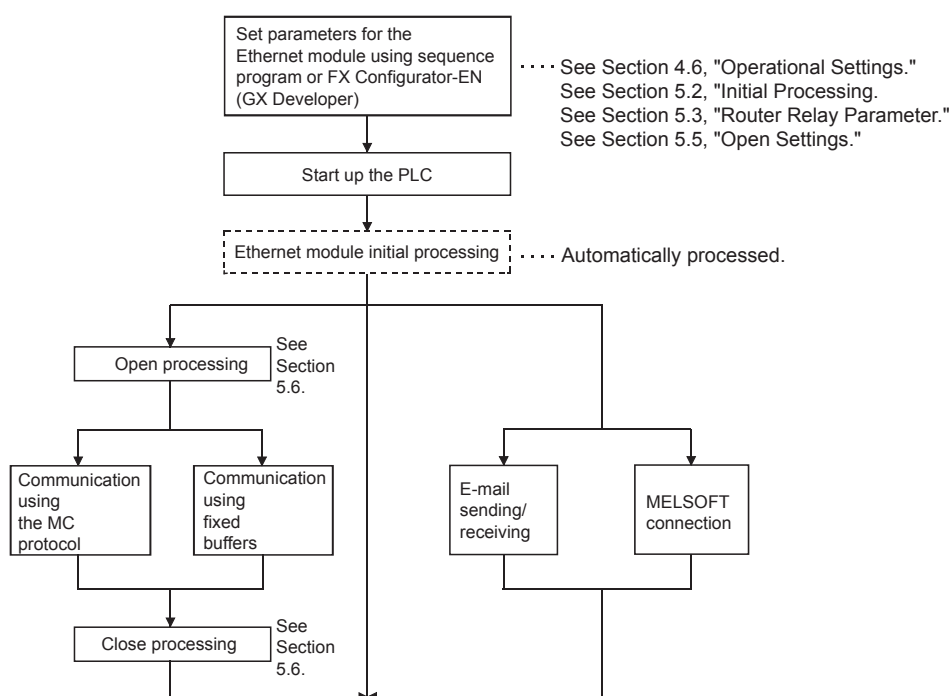 Set parameters for the
Ethernet module using sequence
program or FX Configurator-EN
(GX Developer)
···· See Section 4.6, "Operational Settings."
See Section 5.2, "Initial Processing.
See Section 5.3, "Router Relay Parameter."
See Section 5.5, "Open Settings."
Start up the PLC
Ethernet module initial processing
···· Automatically processed.
Open processing
See
Section
5.6.
Communication
using
the MC
protocol
Communication
using
fixed
buffers
E-mail
sending/
receiving
MELSOFT
connection
Close processing
See
Section
5.6.